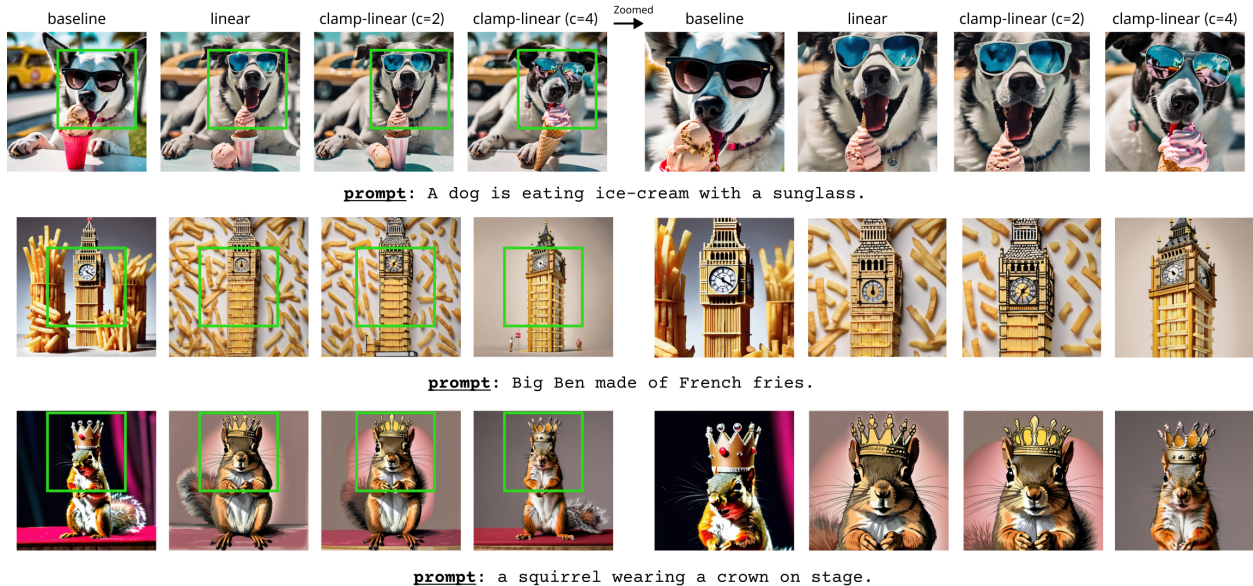 baseline linear clamp-linear (c=2) clamp-linear (c=4) Zoomed baseline linear clamp-linear (c=2) clamp-linear (c=4)
prompt: A dog is eating ice-cream with a sunglass.
prompt: Big Ben made of French fries.
prompt: a squirrel wearing a crown on stage.